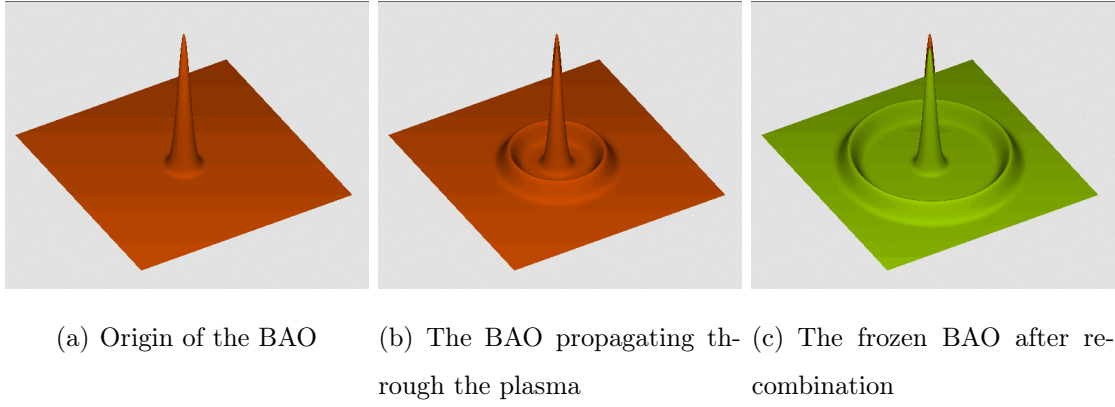 (a) Origin of the BAO
(b) The BAO propagating th-
rough the plasma
(c) The frozen BAO after re-
combination